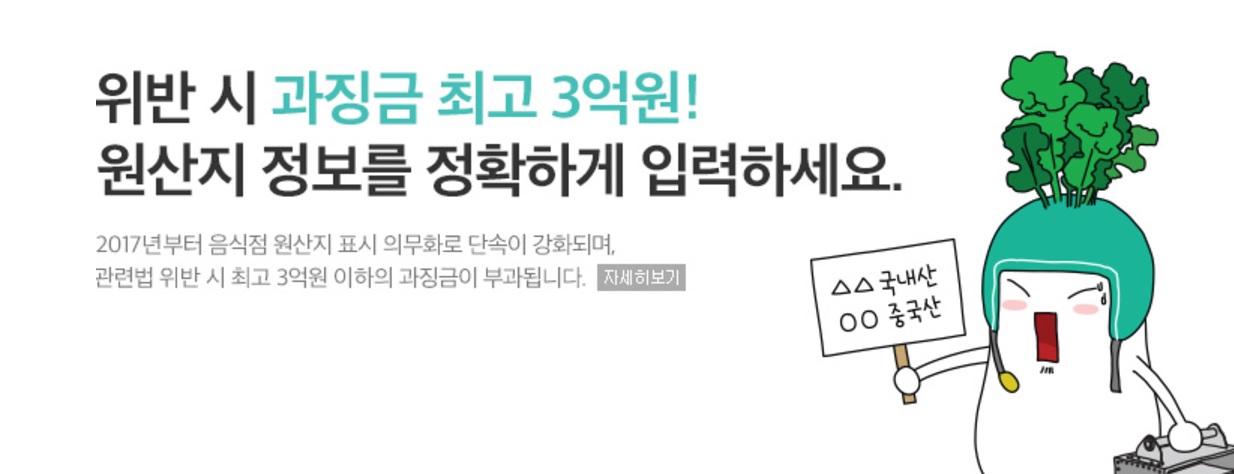 위반 시 과징금 최고 3억원!
원산지 정보를 정확하게 입력하세요.
2017년부터 음식점 원산지 표시 의무화로 단속이 강화되며,
관련법 위반 시 최고 3억원 이하의 과징금이 부과됩니다. 자세히보기
△△ 국내산
○○ 중국산